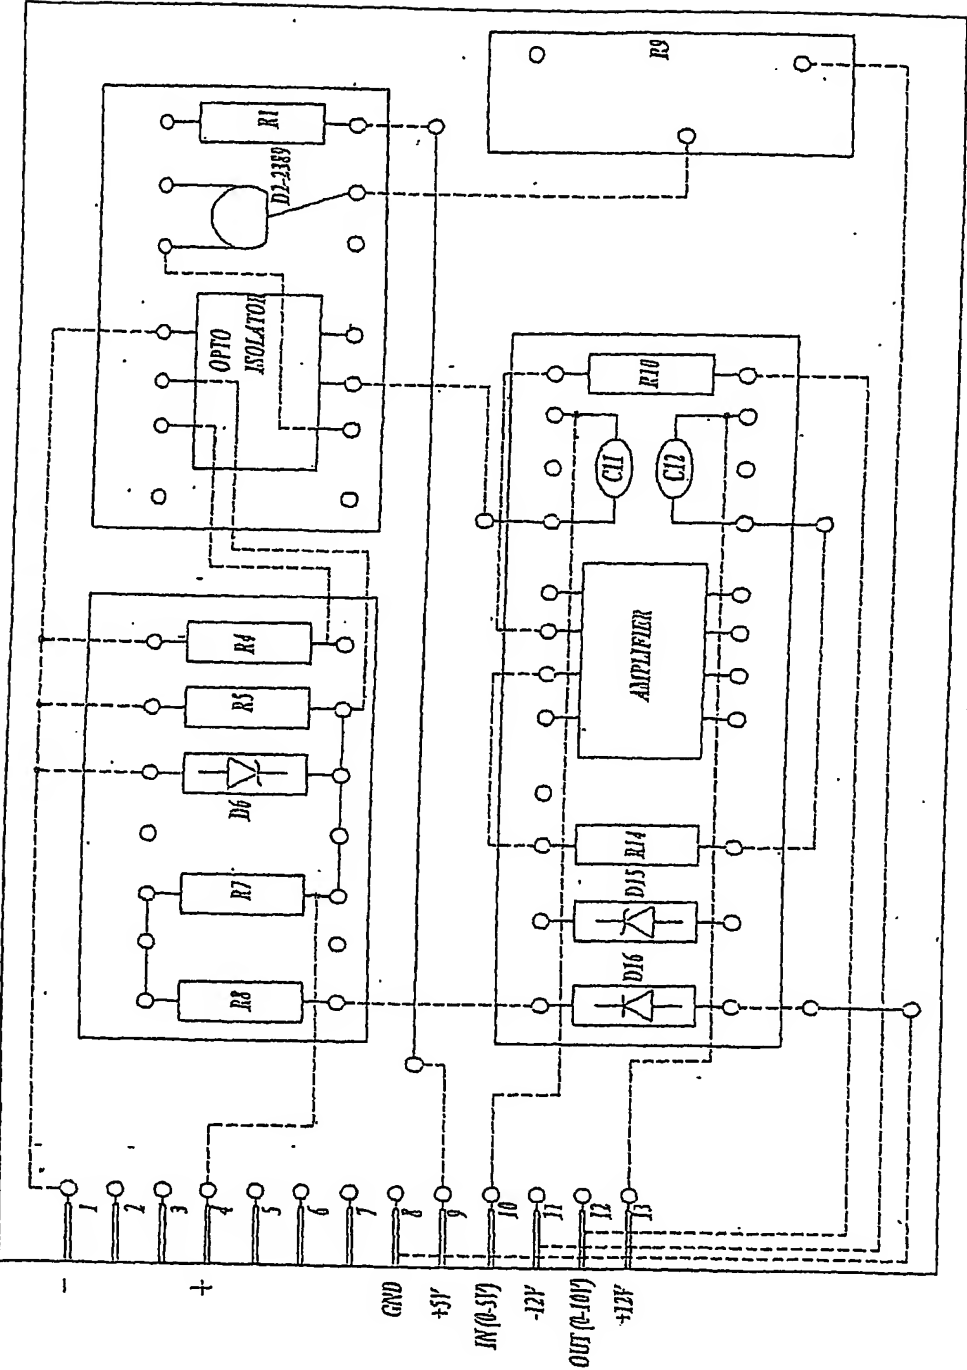 R9
R1
D2-2389
OPTO
ISOLATOR
R10
C11
C12
R4
R5
D6
AMPLIFIER
R7
R14
D15
R8
D16
1
2
3
4
5
6
7
8
9
10
11
12
13
-
+
GND
+5V
IN (0-5V)
-12V
OUT (0-10V)
+12V